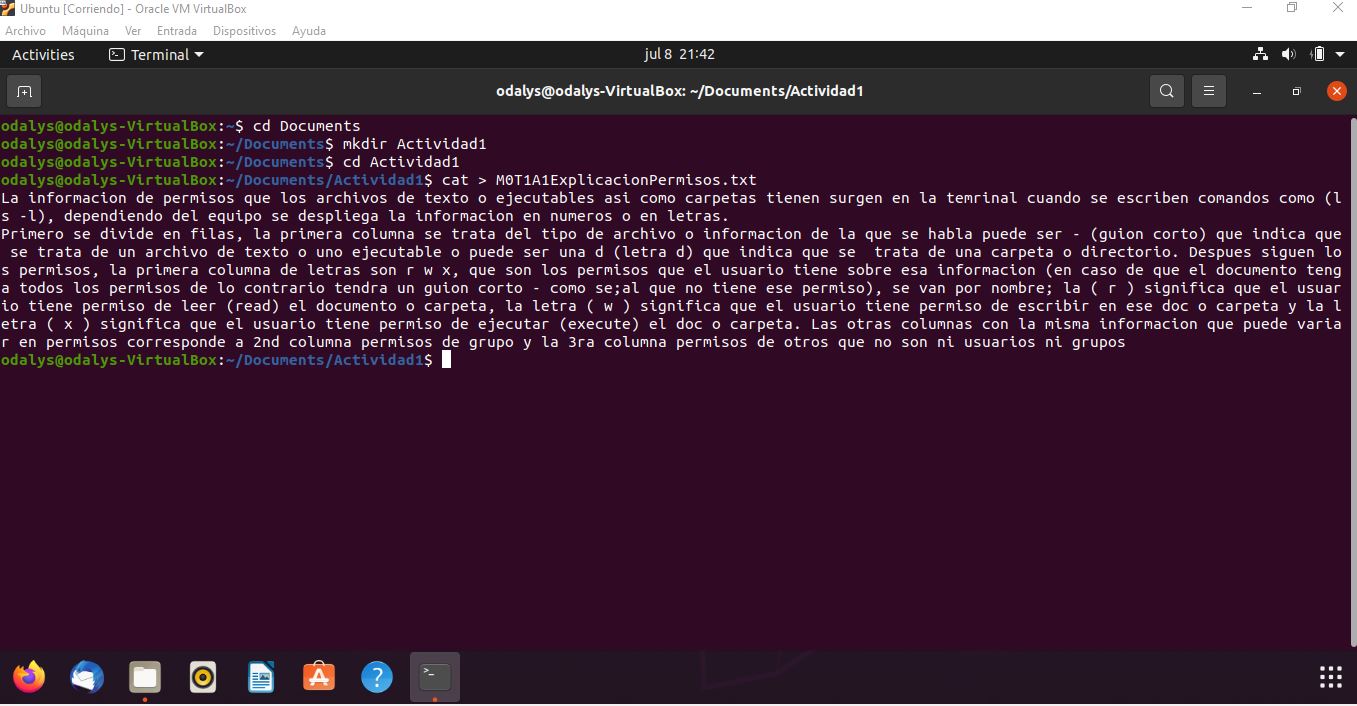 Ubuntu [Corriendo] - Oracle VM VirtualBox
Archivo Máquina Ver Entrada Dispositivos Ayuda
Activities Terminal jul 8 21:42
odalys@odalys-VirtualBox: ~/Documents/Actividad1
odalys@odalys-VirtualBox:~$ cd Documents
odalys@odalys-VirtualBox:~/Documents$ mkdir Actividad1
odalys@odalys-VirtualBox:~/Documents$ cd Actividad1
odalys@odalys-VirtualBox:~/Documents/Actividad1$ cat > M0T1A1ExplicacionPermisos.txt
La informacion de permisos que los archivos de texto o ejecutables asi como carpetas tienen surgen en la temrinal cuando se escriben comandos como (l
s -l), dependiendo del equipo se despliega la informacion en numeros o en letras.
Primero se divide en filas, la primera columna se trata del tipo de archivo o informacion de la que se habla puede ser - (guion corto) que indica que
 se trata de un archivo de texto o uno ejecutable o puede ser una d (letra d) que indica que se  trata de una carpeta o directorio. Despues siguen lo
s permisos, la primera columna de letras son r w x, que son los permisos que el usuario tiene sobre esa informacion (en caso de que el documento teng
a todos los permisos de lo contrario tendra un guion corto - como se;al que no tiene ese permiso), se van por nombre; la ( r ) significa que el usuar
io tiene permiso de leer (read) el documento o carpeta, la letra ( w ) significa que el usuario tiene permiso de escribir en ese doc o carpeta y la l
etra ( x ) significa que el usuario tiene permiso de ejecutar (execute) el doc o carpeta. Las otras columnas con la misma informacion que puede varia
r en permisos corresponde a 2nd columna permisos de grupo y la 3ra columna permisos de otros que no son ni usuarios ni grupos
odalys@odalys-VirtualBox:~/Documents/Actividad1$